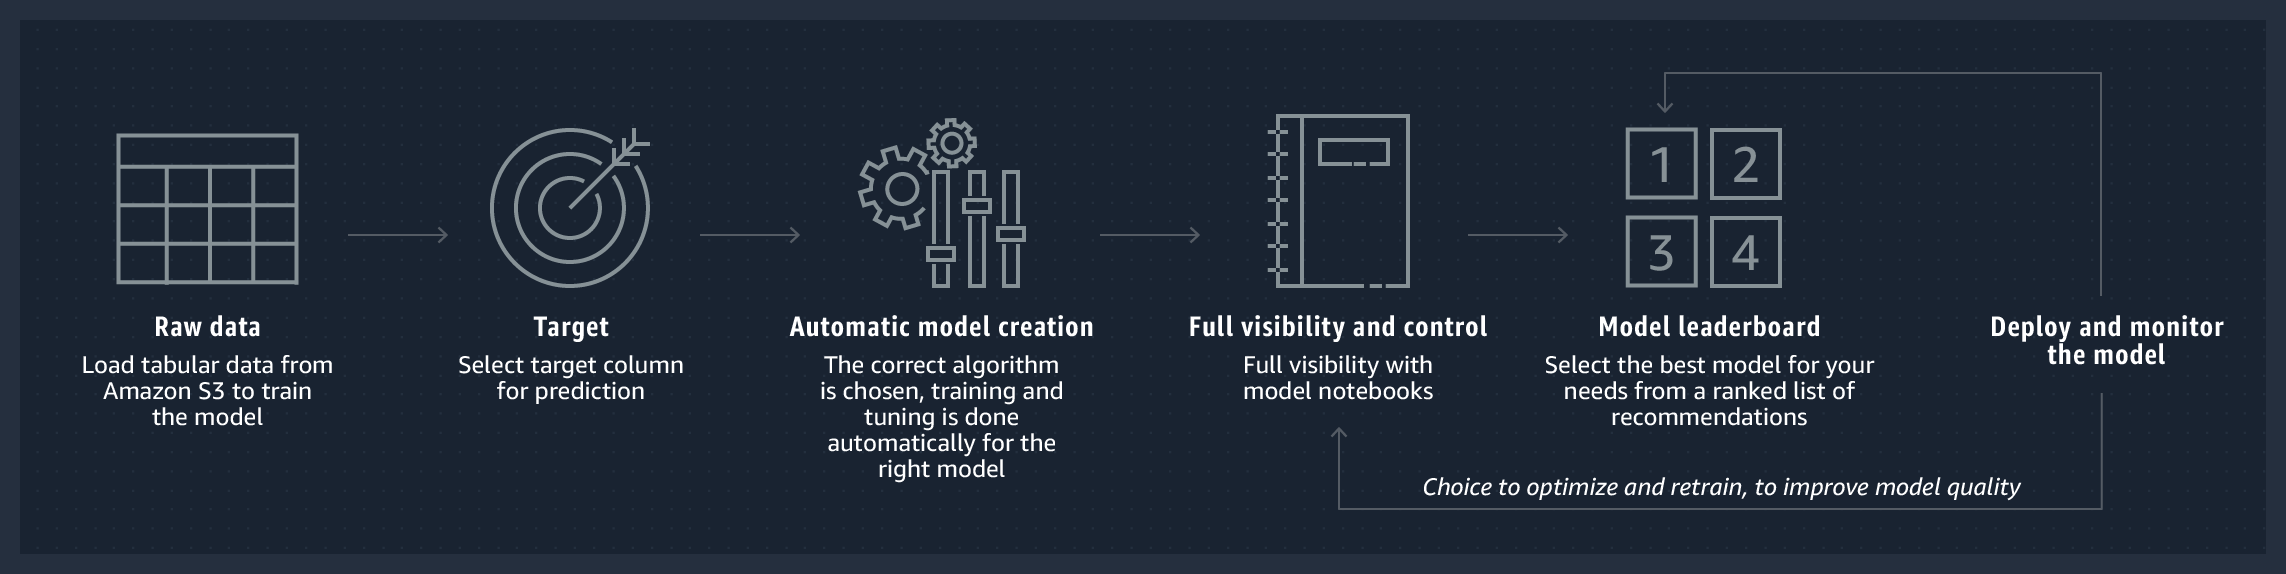 Raw data
Load tabular data from
Amazon S3 to train
the model
Target
Select target column
for prediction
Automatic model creation
The correct algorithm
is chosen, training and
tuning is done
automatically for the
right model
Full visibility and control
Full visibility with
model notebooks
1
2
3
4
Model leaderboard
Select the best model for your
needs from a ranked list of
recommendations
Deploy and monitor
the model
Choice to optimize and retrain, to improve model quality